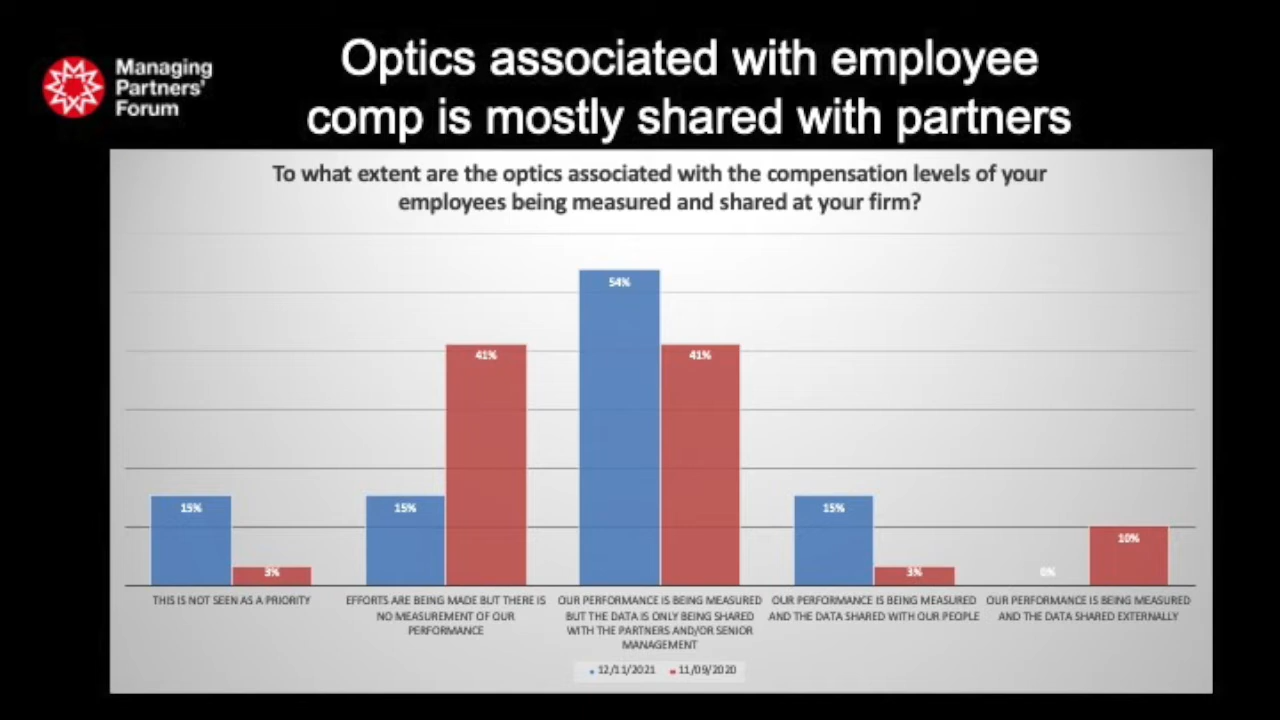 Managing
Partners'
Forum
Optics associated with employee
comp is mostly shared with partners
To what extent are the optics associated with the compensation levels of your
employees being measured and shared at your firm?
15%
3%
15%
41%
54%
41%
15%
3%
0%
10%
THIS IS NOT SEEN AS A PRIORITY
EFFORTS ARE BEING MADE BUT THERE IS
NO MEASUREMENT OF OUR
PERFORMANCE
OUR PERFORMANCE IS BEING MEASURED
BUT THE DATA IS ONLY BEING SHARED
WITH THE PARTNERS AND/OR SENIOR
MANAGEMENT
OUR PERFORMANCE IS BEING MEASURED
AND THE DATA SHARED WITH OUR PEOPLE
OUR PERFORMANCE IS BEING MEASURED
AND THE DATA SHARED EXTERNALLY
12/11/2021
11/09/2020